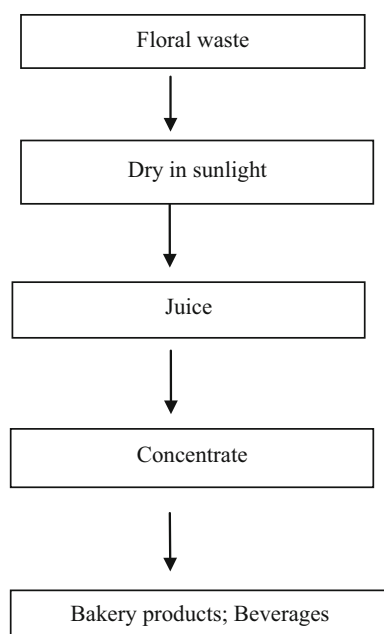 Floral waste
Dry in sunlight
Juice
Concentrate
Bakery products; Beverages